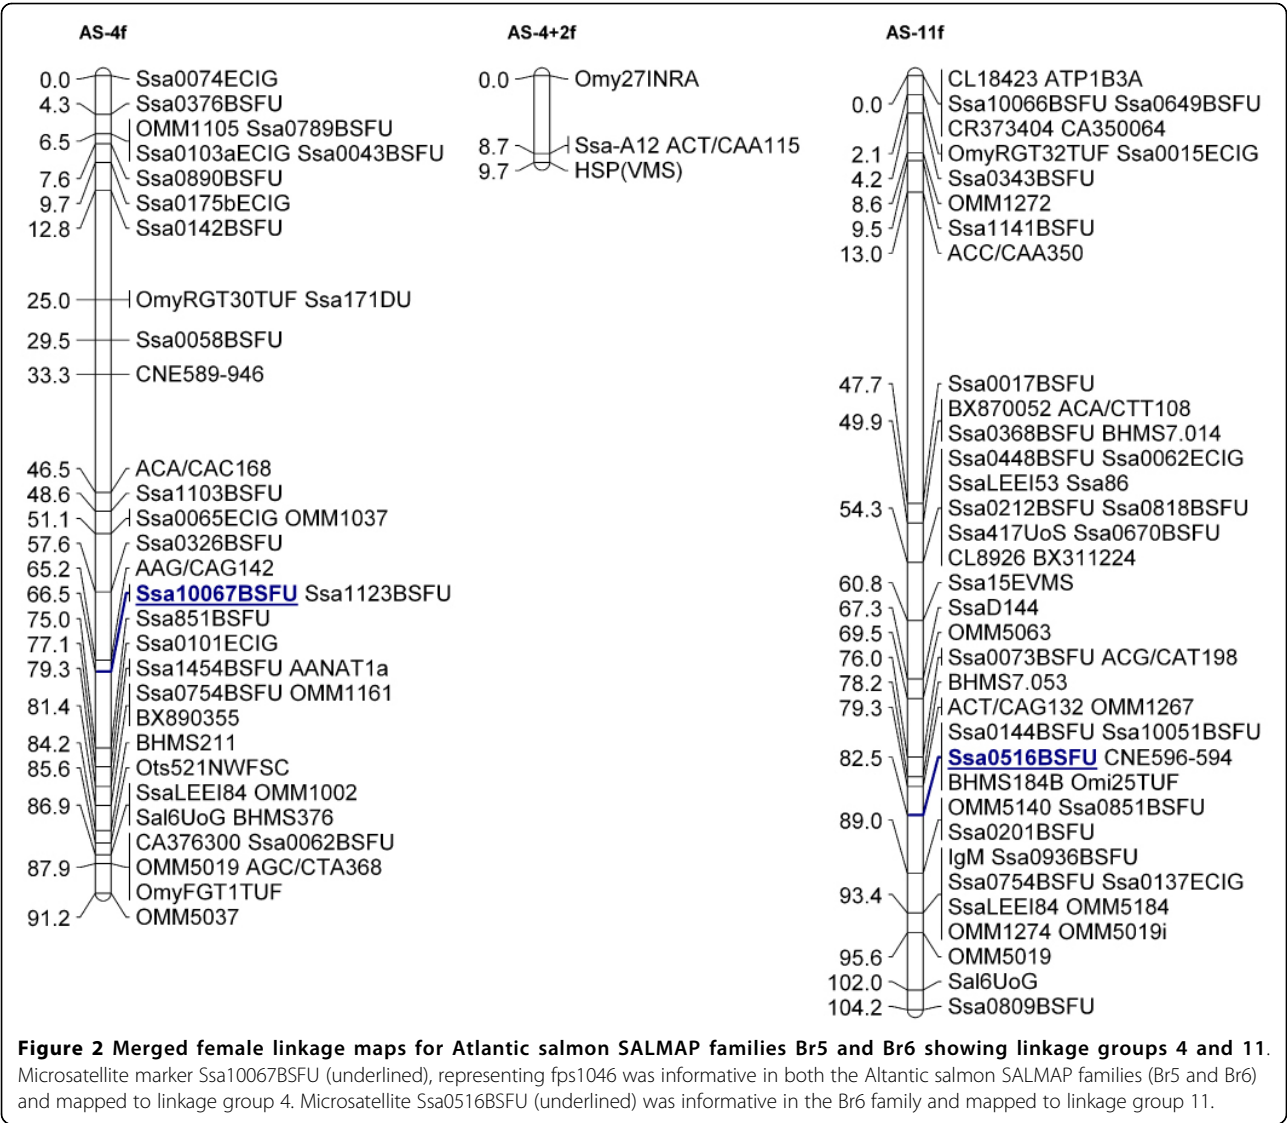 AS-4f
0.0 Ssa0074ECIG
4.3 Ssa0376BSFU
OMM1105 Ssa0789BSFU
6.5
Ssa0103aECIG Ssa0043BSFU
7.6 Ssa0890BSFU
9.7 Ssa0175bECIG
12.8 Ssa0142BSFU
25.0 OmyRGT30TUF Ssa171DU
29.5 Ssa0058BSFU
33.3 CNE589-946
46.5 ACA/CAC168
48.6 Ssa1103BSFU
51.1 Ssa0065ECIG OMM1037
57.6 Ssa0326BSFU
65.2 AAG/CAG142
66.5 Ssa10067BSFU Ssa1123BSFU
75.0 Ssa851BSFU
77.1 Ssa0101ECIG
79.3 Ssa1454BSFU AANAT1a
Ssa0754BSFU OMM1161
81.4
BX890355
84.2 BHMS211
85.6 Ots521NWFSC
SsaLEEI84 OMM1002
86.9
Sal6UoG BHMS376
CA376300 Ssa0062BSFU
87.9 OMM5019 AGC/CTA368
OmyFGT1TUF
91.2 OMM5037
AS-4+2f
0.0 Omy27INRA
8.7 Ssa-A12 ACT/CAA115
9.7 HSP(VMS)
AS-11f
CL18423 ATP1B3A
0.0 Ssa10066BSFU Ssa0649BSFU
CR373404 CA350064
2.1 OmyRGT32TUF Ssa0015ECIG
4.2 Ssa0343BSFU
8.6 OMM1272
9.5 Ssa1141BSFU
13.0 ACC/CAA350
47.7 Ssa0017BSFU
BX870052 ACA/CTT108
49.9
Ssa0368BSFU BHMS7.014
Ssa0448BSFU Ssa0062ECIG
SsaLEEI53 Ssa86
54.3 Ssa0212BSFU Ssa0818BSFU
Ssa417UoS Ssa0670BSFU
CL8926 BX311224
60.8 Ssa15EVMS
67.3 SsaD144
69.5 OMM5063
76.0 Ssa0073BSFU ACG/CAT198
78.2 BHMS7.053
79.3 ACT/CAG132 OMM1267
Ssa0144BSFU Ssa10051BSFU
82.5 Ssa0516BSFU CNE596-594
BHMS184B Omi25TUF
OMM5140 Ssa0851BSFU
89.0
Ssa0201BSFU
IgM Ssa0936BSFU
Ssa0754BSFU Ssa0137ECIG
93.4
SsaLEEI84 OMM5184
OMM1274 OMM5019i
95.6 OMM5019
102.0 Sal6UoG
104.2 Ssa0809BSFU
Figure 2 Merged female linkage maps for Atlantic salmon SALMAP families Br5 and Br6 showing linkage groups 4 and 11.
Microsatellite marker Ssa10067BSFU (underlined), representing fps1046 was informative in both the Altantic salmon SALMAP families (Br5 and Br6)
and mapped to linkage group 4. Microsatellite Ssa0516BSFU (underlined) was informative in the Br6 family and mapped to linkage group 11.